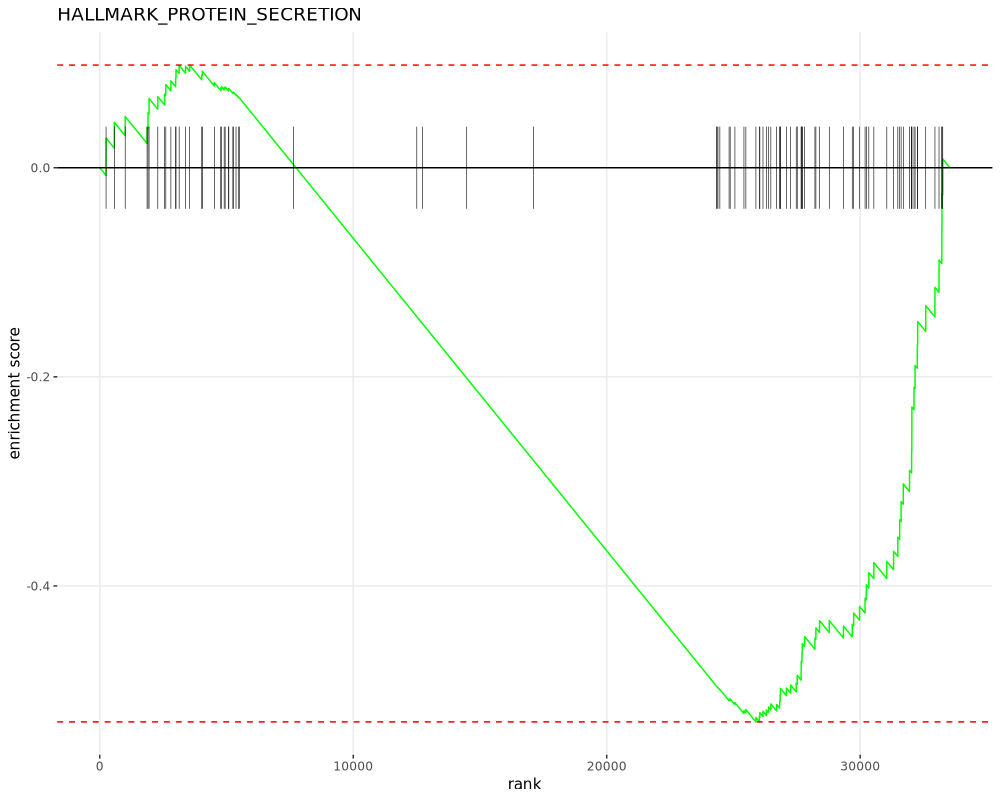 HALLMARK_PROTEIN_SECRETION
enrichment score
0.0
-0.2
-0.4
0
10000
20000
30000
rank